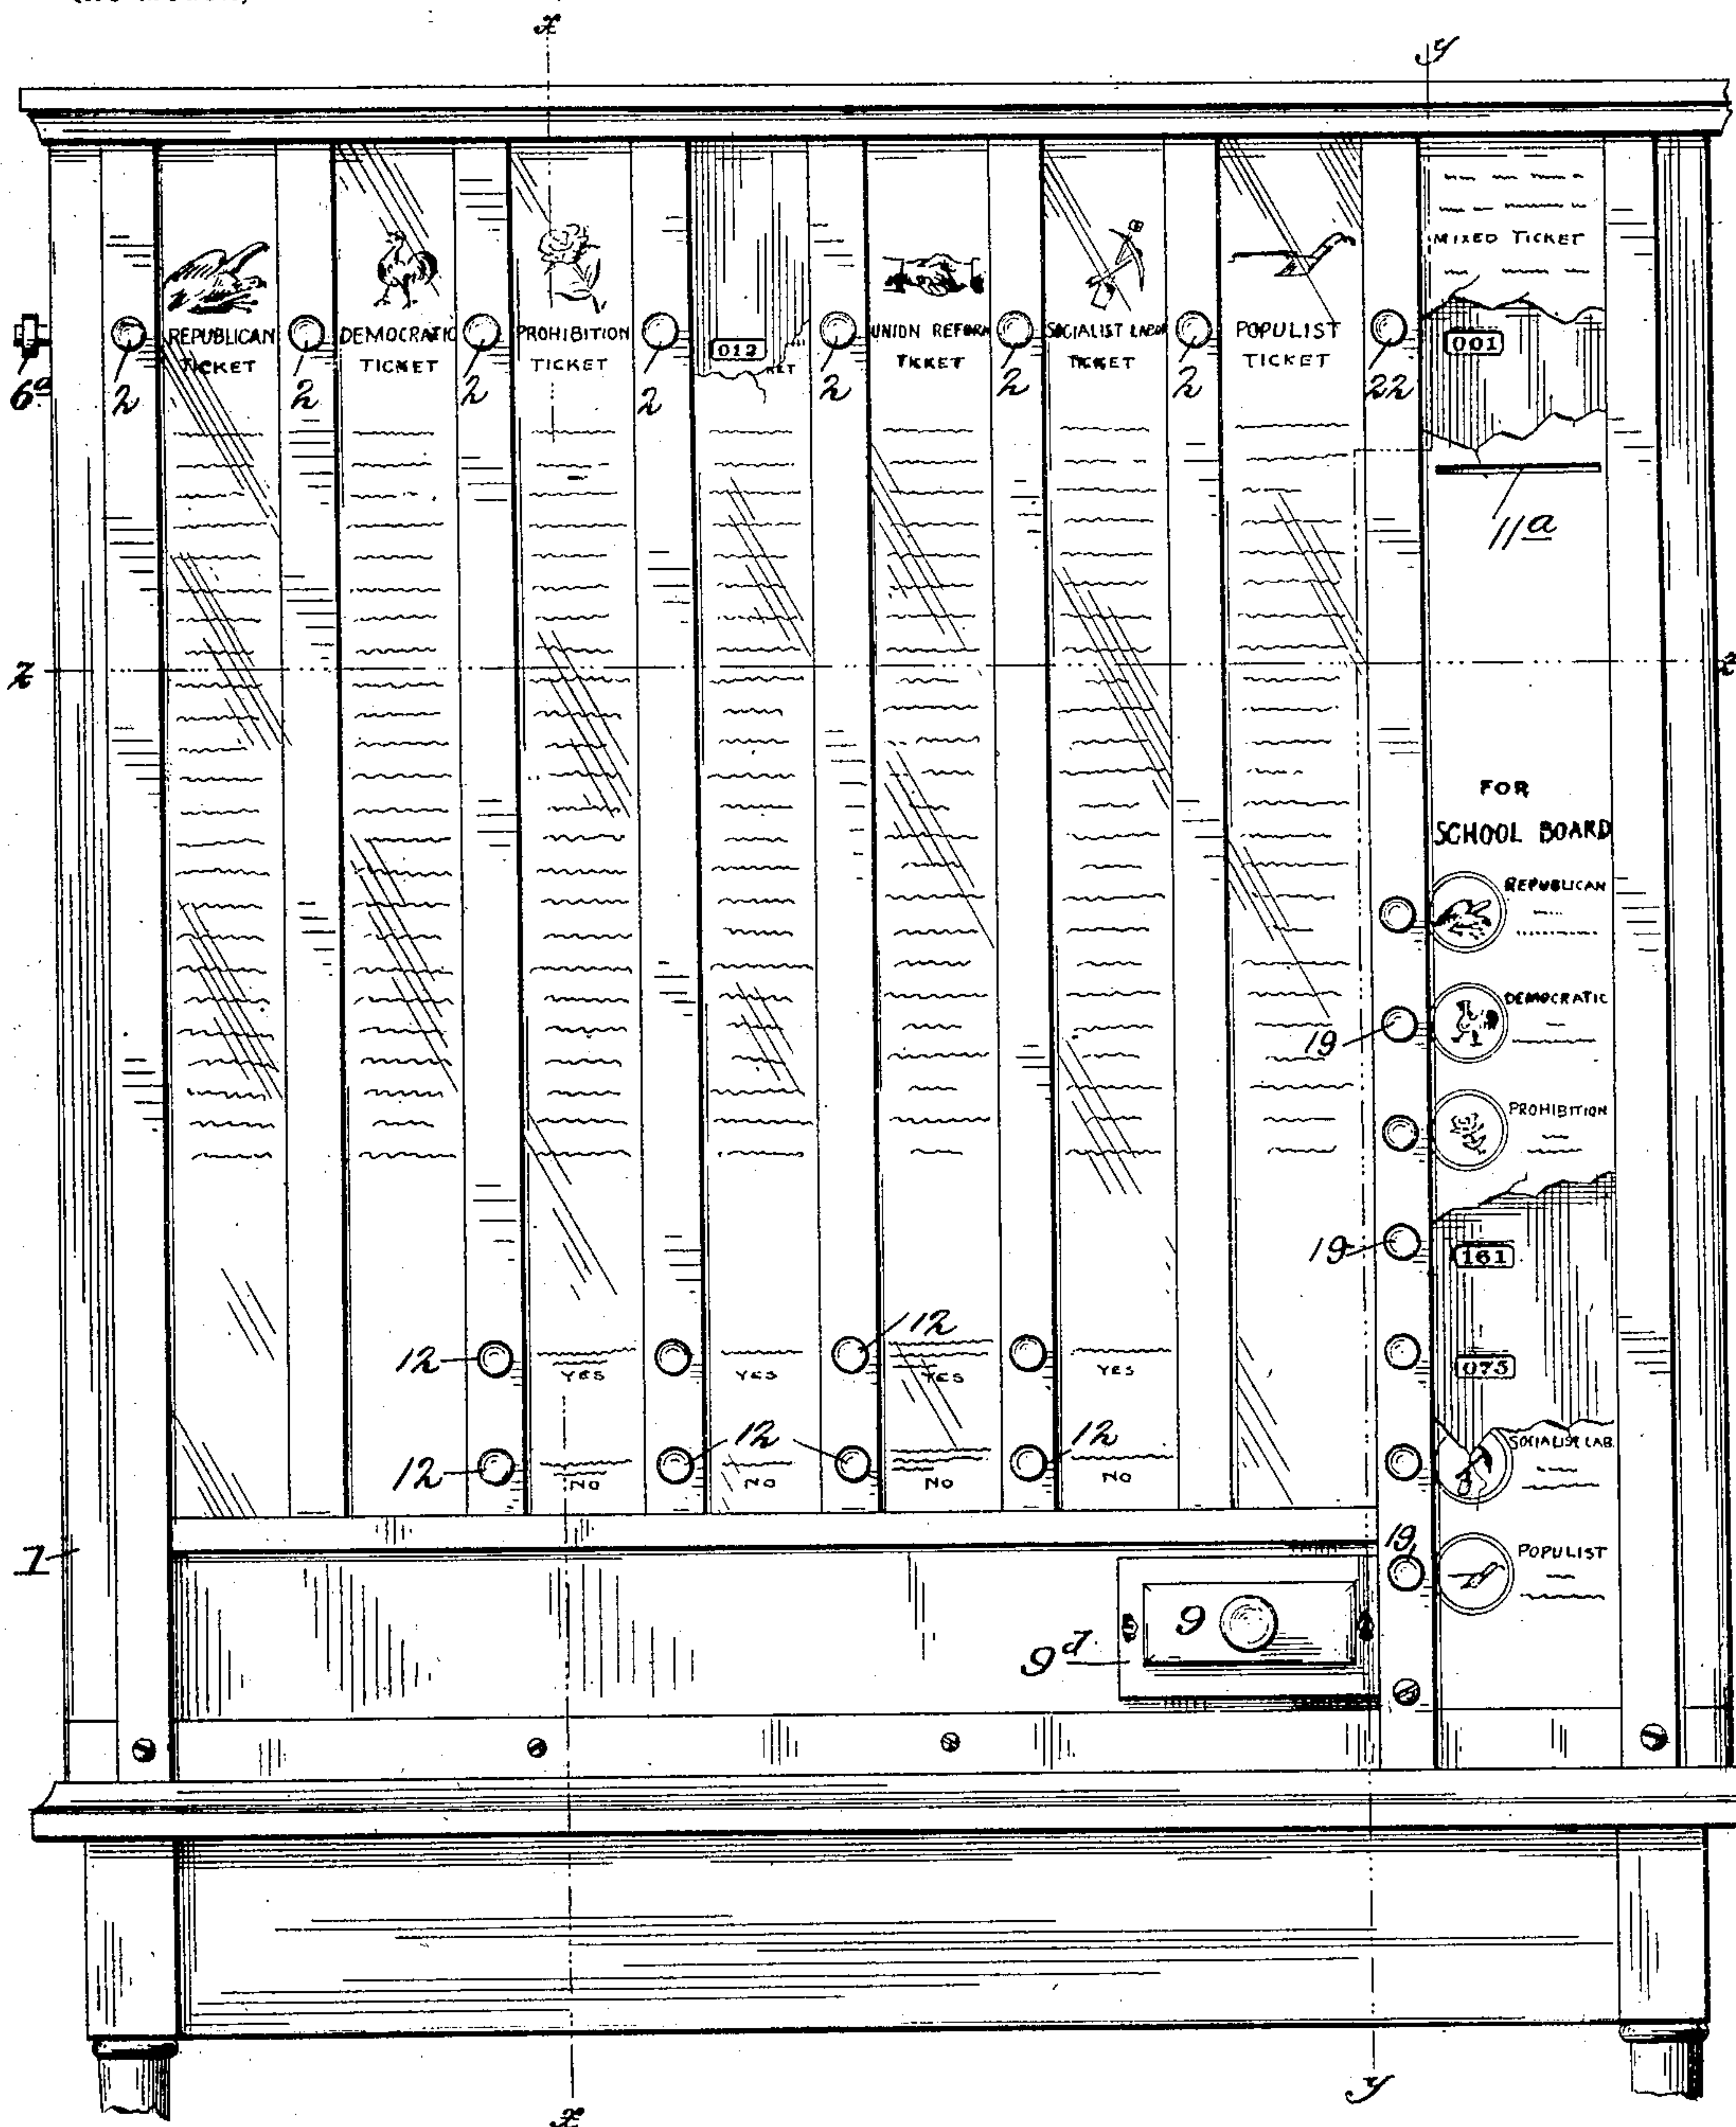 x
y
MIXED TICKET
REPUBLICAN
TICKET
DEMOCRATIC
TICKET
PROHIBITION
TICKET
012
KET
UNION REFORM
TICKET
SOCIALIST LABOR
TICKET
POPULIST
TICKET
001
6a
2
2
2
2
2
2
2
22
11a
z
z
FOR
SCHOOL BOARD
REPUBLICAN
DEMOCRATIC
19
PROHIBITION
19
161
12
12
YES
YES
YES
YES
075
12
12
12
NO
NO
NO
NO
SOCIALIST LAB.
1
19
POPULIST
9
9d
x
y